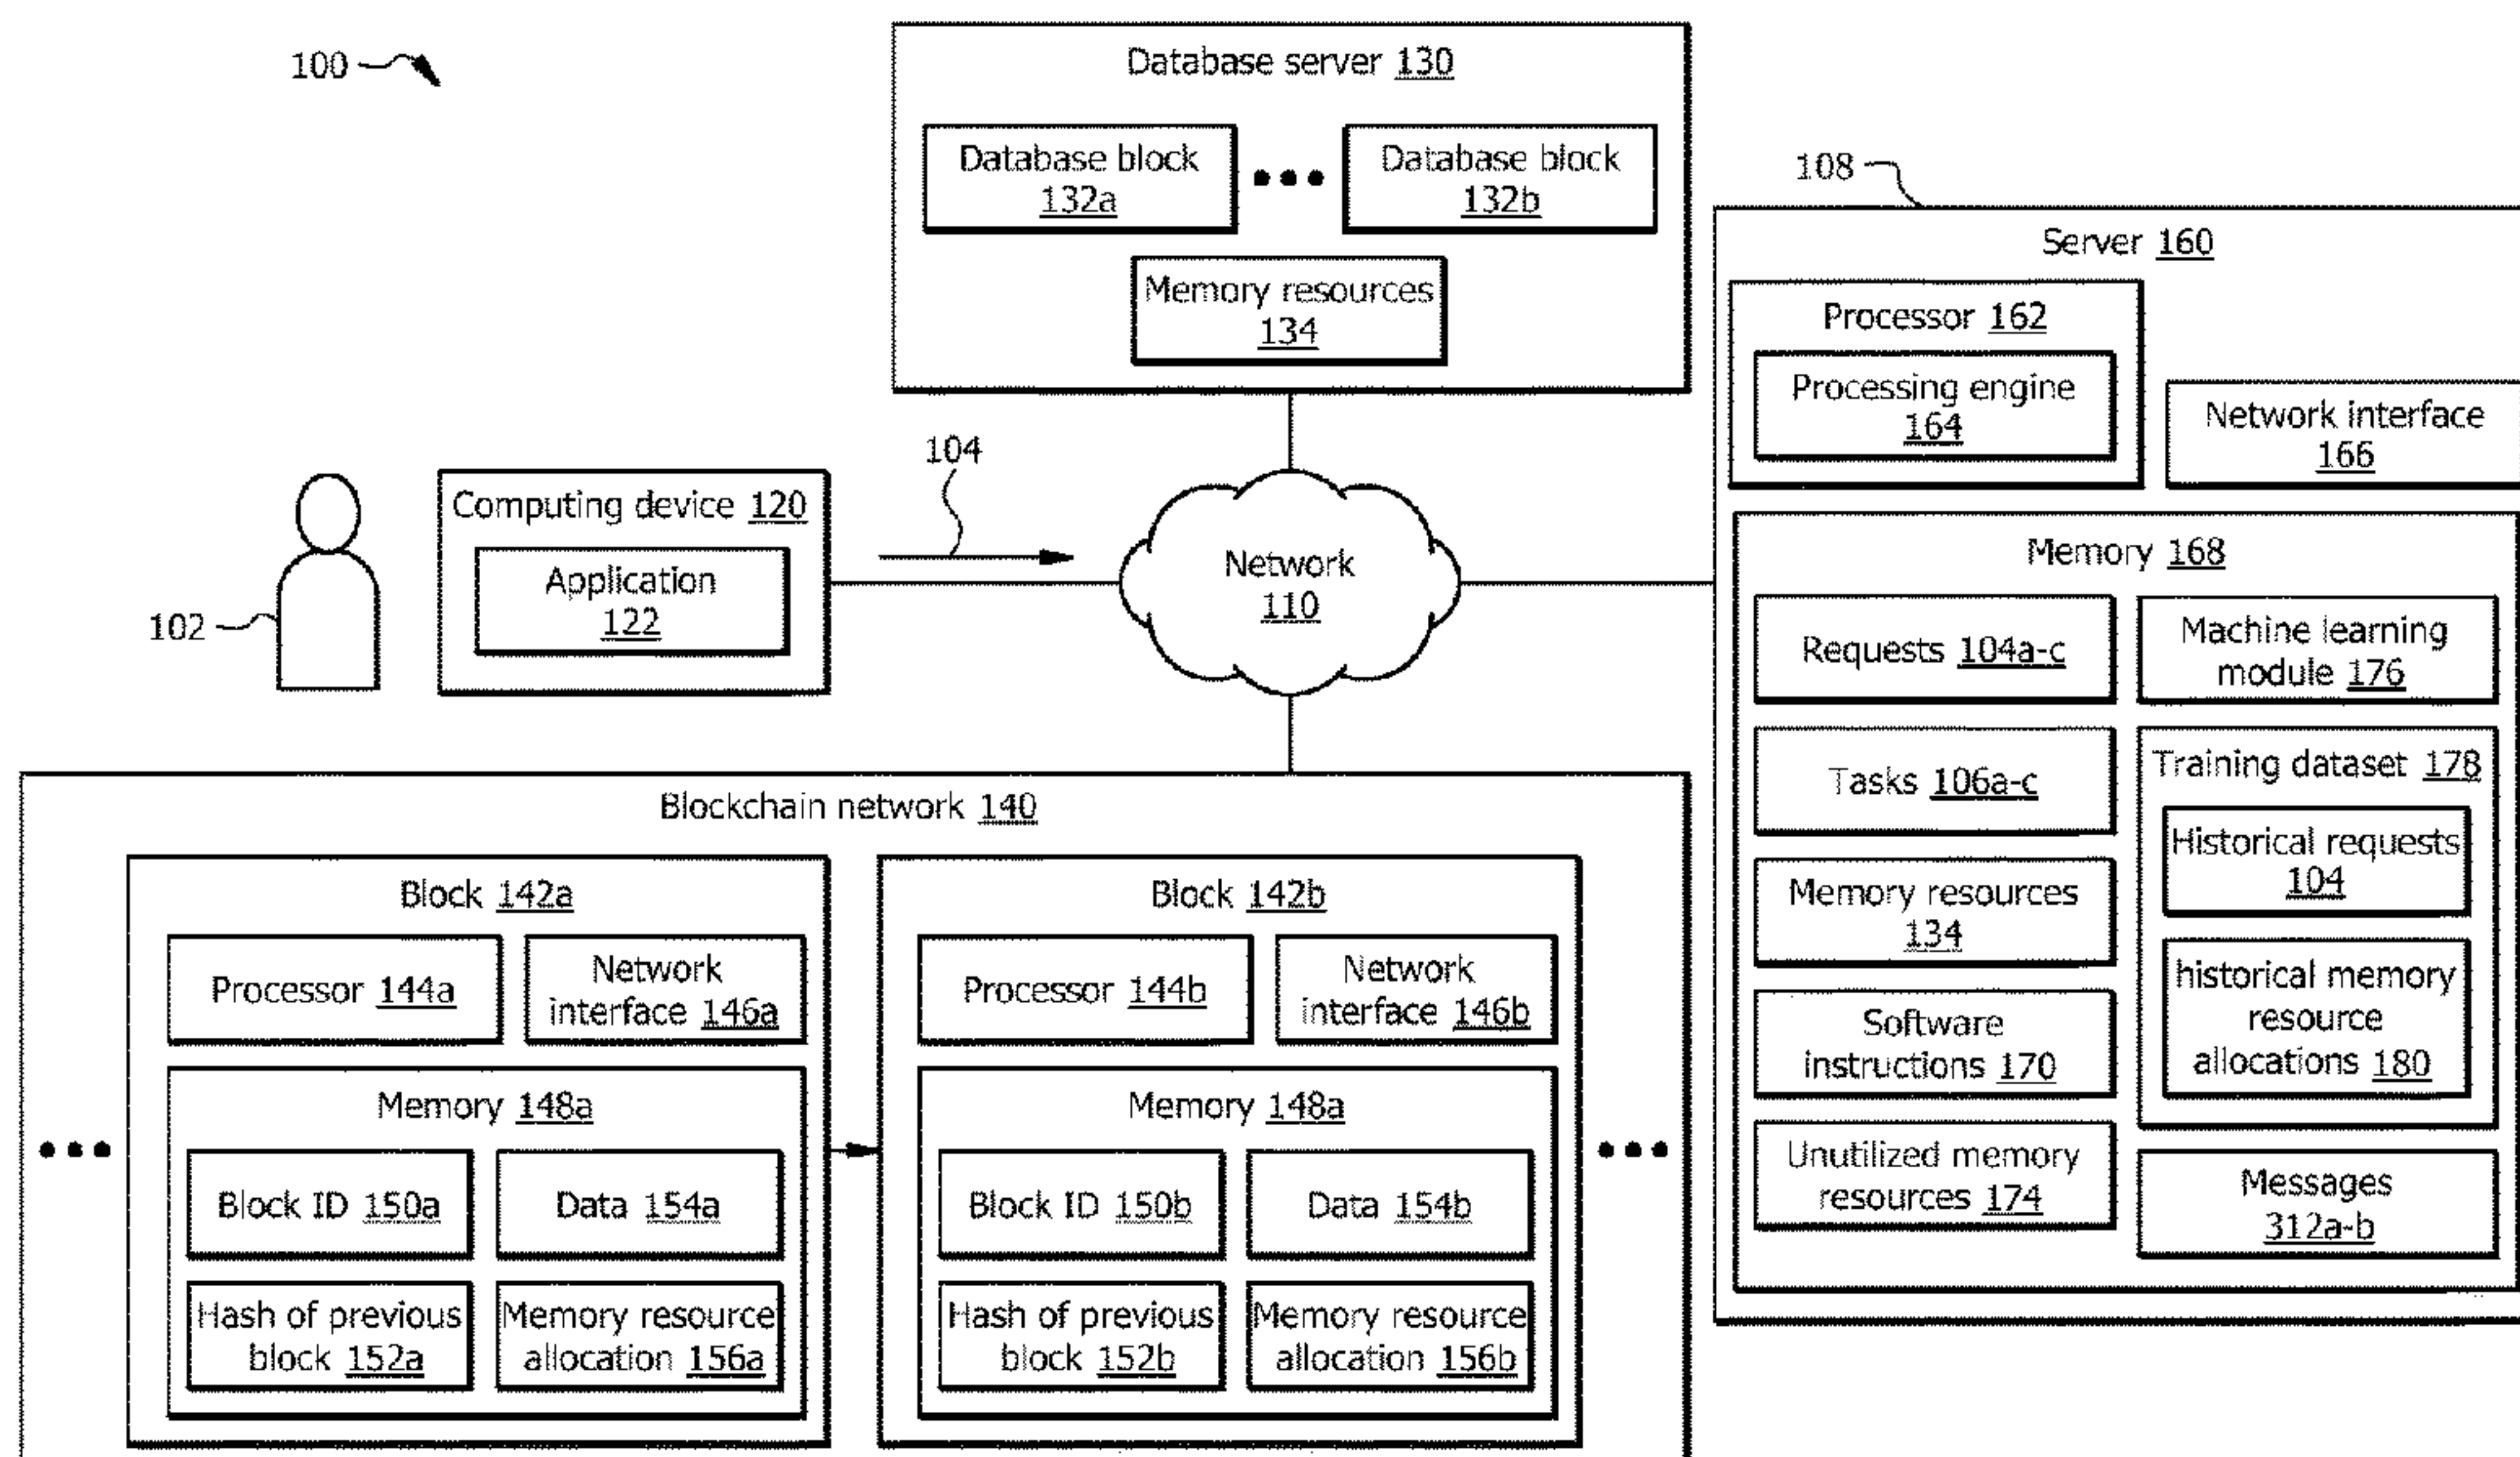 100
Database server 130
Database block
132a
Database block
132b
Memory resources
134
108
Server 160
Processor 162
Processing engine
164
Network interface
166
104
102
Computing device 120
Application
122
Network
110
Memory 168
Requests 104a-c
Machine learning
module 176
Tasks 106a-c
Training dataset 178
Historical requests
104
Memory resources
134
historical memory
resource
allocations 180
Software
instructions 170
Unutilized memory
resources 174
Messages
312a-b
Blockchain network 140
Block 142a
Processor 144a
Network
interface 146a
Memory 148a
Block ID 150a
Data 154a
Hash of previous
block 152a
Memory resource
allocation 156a
Block 142b
Processor 144b
Network
interface 146b
Memory 148a
Block ID 150b
Data 154b
Hash of previous
block 152b
Memory resource
allocation 156b